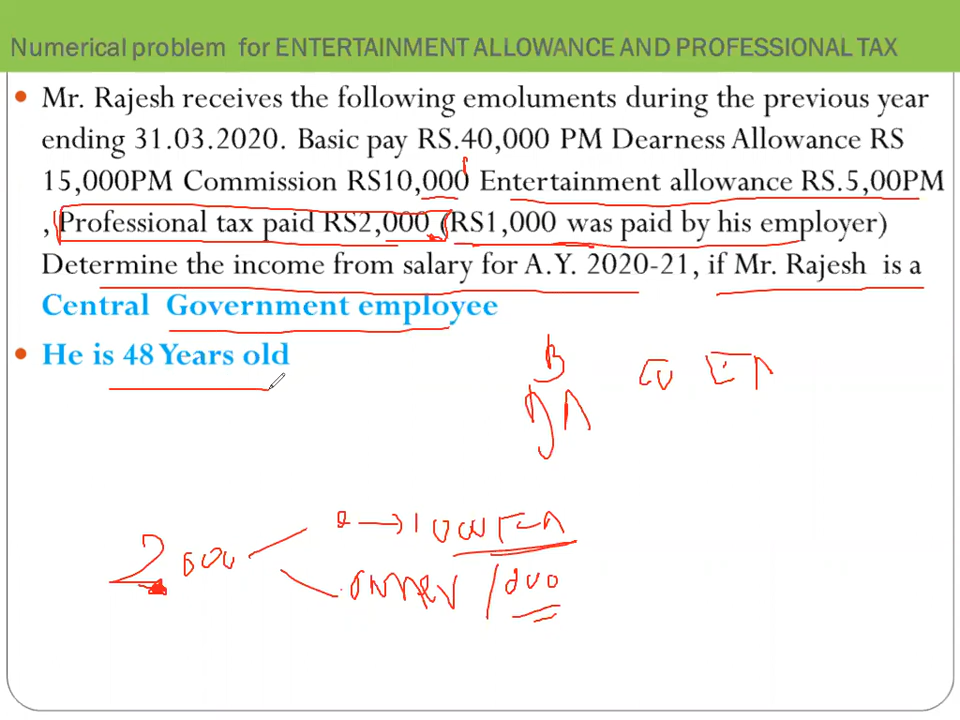 Numerical problem for ENTERTAINMENT ALLOWANCE AND PROFESSIONAL TAX
• Mr. Rajesh receives the following emoluments during the previous year
ending 31.03.2020. Basic pay RS.40,000 PM Dearness Allowance RS
15,000PM Commission RS10,000 Entertainment allowance RS.5,00PM
, Professional tax paid RS2,000 (RS1,000 was paid by his employer)
Determine the income from salary for A.Y. 2020-21, if Mr. Rajesh is a
Central Government employee
• He is 48 Years old
B
DA